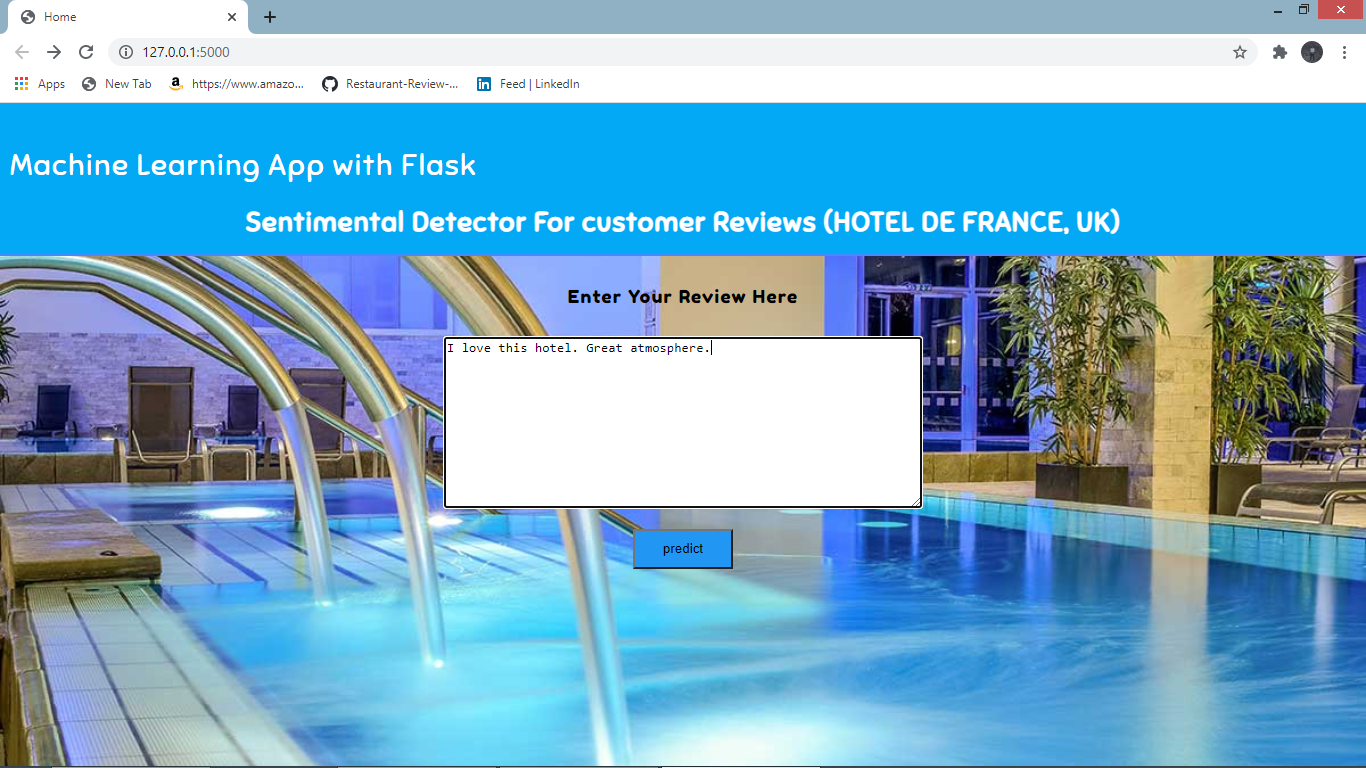 Home
127.0.0.1:5000
Apps New Tab https://www.amazo... Restaurant-Review-... Feed | LinkedIn
Machine Learning App with Flask
Sentimental Detector For customer Reviews (HOTEL DE FRANCE, UK)
Enter Your Review Here
I love this hotel. Great atmosphere.
predict